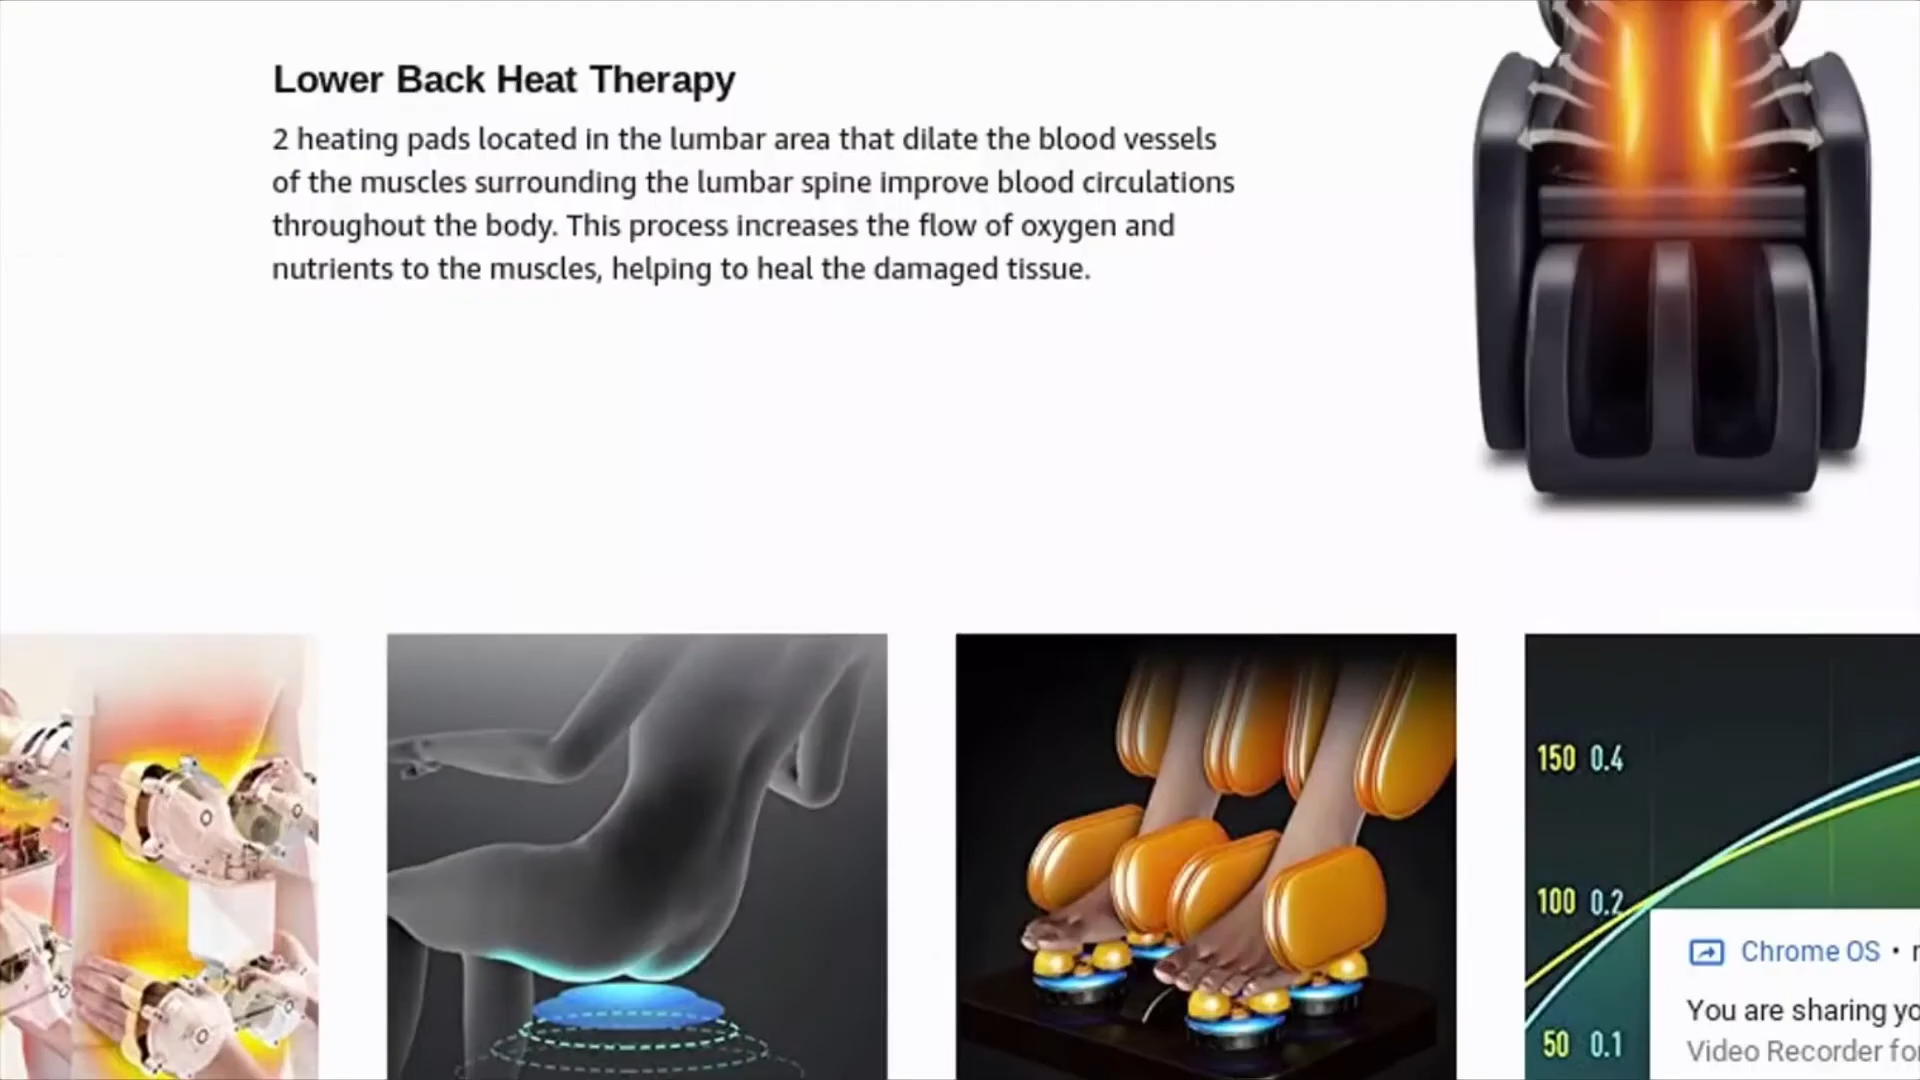 Lower Back Heat Therapy
2 heating pads located in the lumbar area that dilate the blood vessels
of the muscles surrounding the lumbar spine improve blood circulations
throughout the body. This process increases the flow of oxygen and
nutrients to the muscles, helping to heal the damaged tissue.
150 0.4
100 0.2
50 0.1
Chrome OS •
You are sharing
Video Recorder